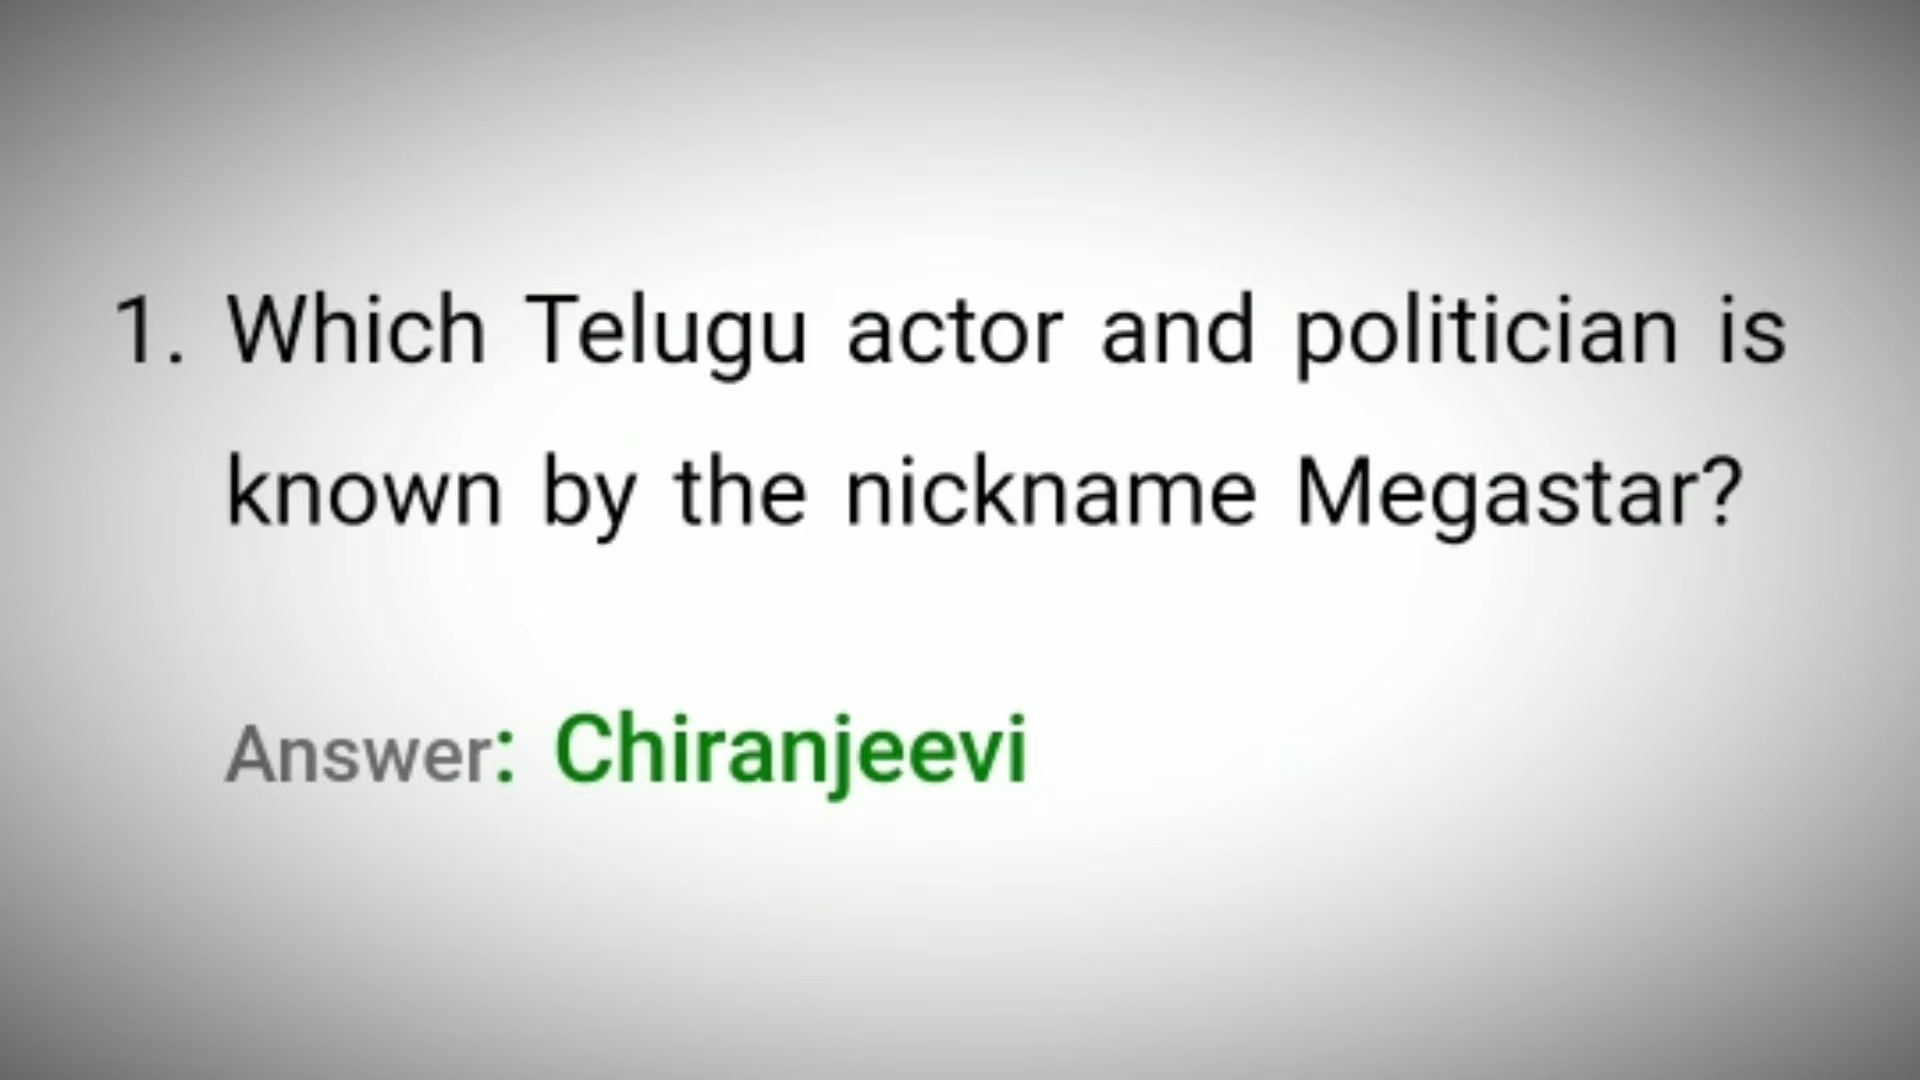 1. Which Telugu actor and politician is
known by the nickname Megastar?
Answer: Chiranjeevi